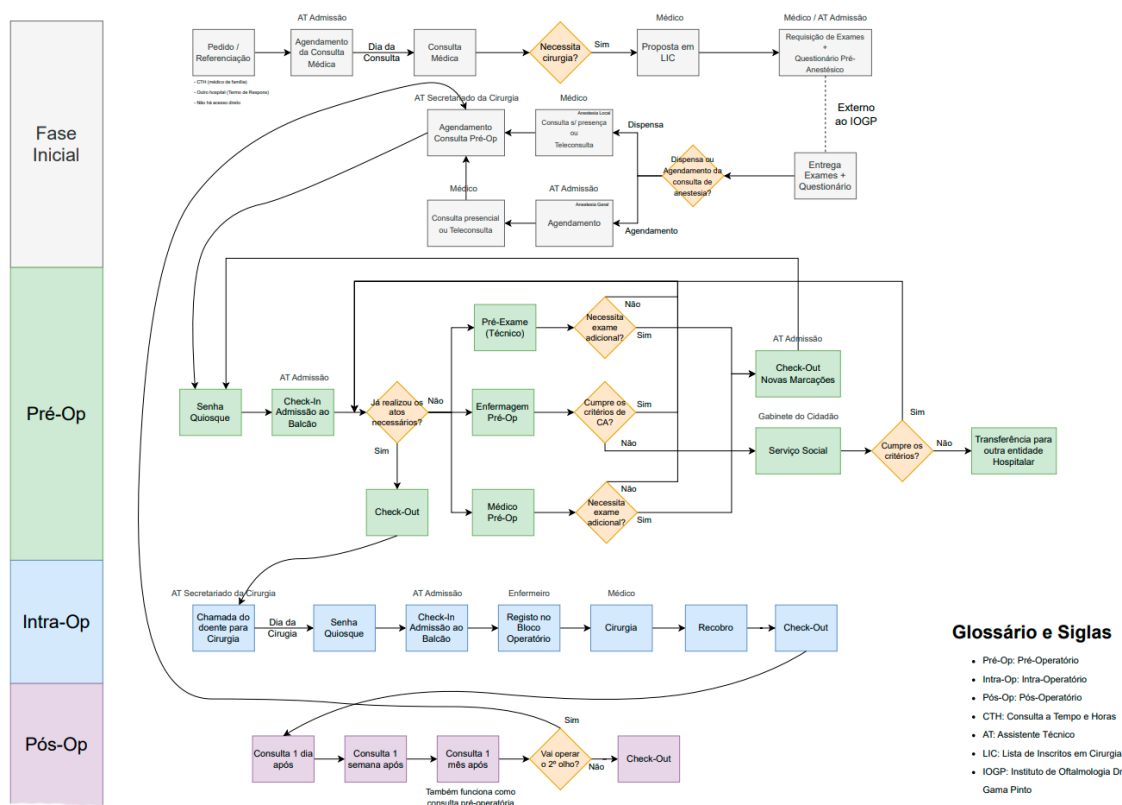 Fase
Inicial
AT Admissão
Médico
Médico / AT Admissão
Pedido /
Referenciação
Agendamento
da Consulta
Médica
Dia da
Consulta
Consulta
Médica
Necessita
cirurgia?
Sim
Proposta em
LIC
Requisição de Exames
+
Questionário Pré-
Anestésico
- CTH (médico de família)
- Outro hospital (Termo de Respons)
- Não há acesso direto
Externo
ao IOGP
AT Secretariado da Cirurgia
Médico
Agendamento
Consulta Pré-Op
Anestesia Local
Consulta s/ presença
ou
Teleconsulta
Dispensa
Dispensa ou
Agendamento da
consulta de
anestesia?
Entrega
Exames +
Questionário
Médico
AT Admissão
Consulta presencial
ou Teleconsulta
Anestesia Geral
Agendamento
Agendamento
Pré-Op
Pré-Exame
(Técnico)
Necessita
exame
adicional?
Não
Sim
AT Admissão
Check-Out
Novas Marcações
AT Admissão
Senha
Quiosque
Check-In
Admissão ao
Balcão
Já realizou os
atos
necessários?
Não
Sim
Enfermagem
Pré-Op
Cumpre os
critérios de
CA?
Sim
Não
Gabinete do Cidadão
Serviço Social
Cumpre os
critérios?
Sim
Não
Transferência para
outra entidade
Hospitalar
Check-Out
Médico
Pré-Op
Necessita
exame
adicional?
Não
Sim
Intra-Op
AT Secretariado da Cirurgia
AT Admissão
Enfermeiro
Médico
Chamada do
doente para
Cirurgia
Dia da
Cirugia
Senha
Quiosque
Check-In
Admissão ao
Balcão
Registo no
Bloco
Operatório
Cirurgia
Recobro
Check-Out
Pós-Op
Consulta 1 dia
após
Consulta 1
semana após
Consulta 1
mês após
Também funciona como
consulta pré-operatória
Vai operar
o 2º olho?
Sim
Não
Check-Out
Glossário e Siglas
• Pré-Op: Pré-Operatório
• Intra-Op: Intra-Operatório
• Pós-Op: Pós-Operatório
• CTH: Consulta a Tempo e Horas
• AT: Assistente Técnico
• LIC: Lista de Inscritos em Cirurgia
• IOGP: Instituto de Oftalmologia Dr
Gama Pinto